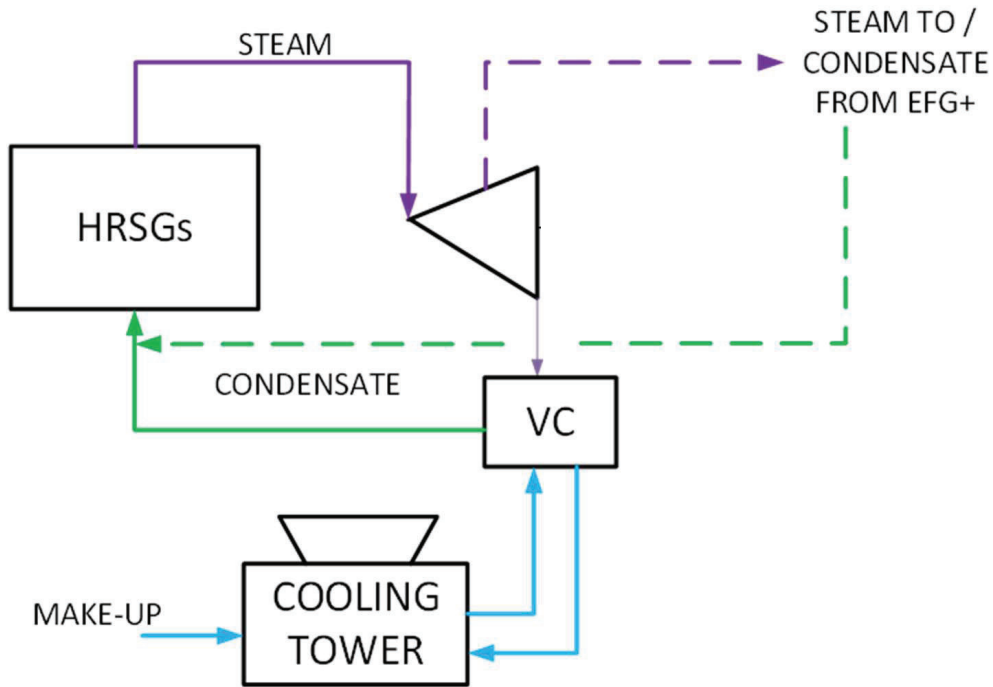 STEAM
STEAM TO /
CONDENSATE
FROM EFG+
HRSGs
CONDENSATE
VC
MAKE-UP
COOLING
TOWER